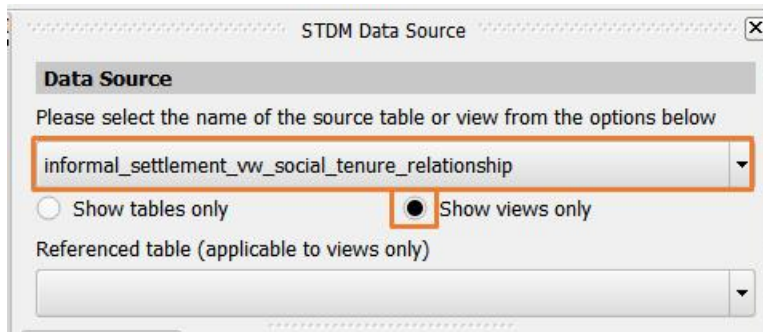 STDM Data Source
Data Source
Please select the name of the source table or view from the options below
informal_settlement_vw_social_tenure_relationship
Show tables only Show views only
Referenced table (applicable to views only)